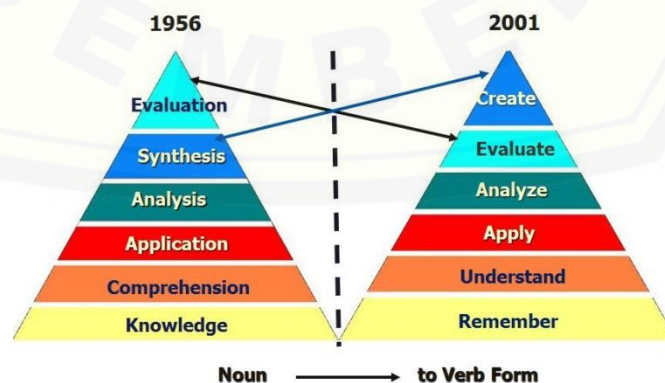 1956
2001
Evaluation
Synthesis
Analysis
Application
Comprehension
Knowledge
Create
Evaluate
Analyze
Apply
Understand
Remember
Noun to Verb Form